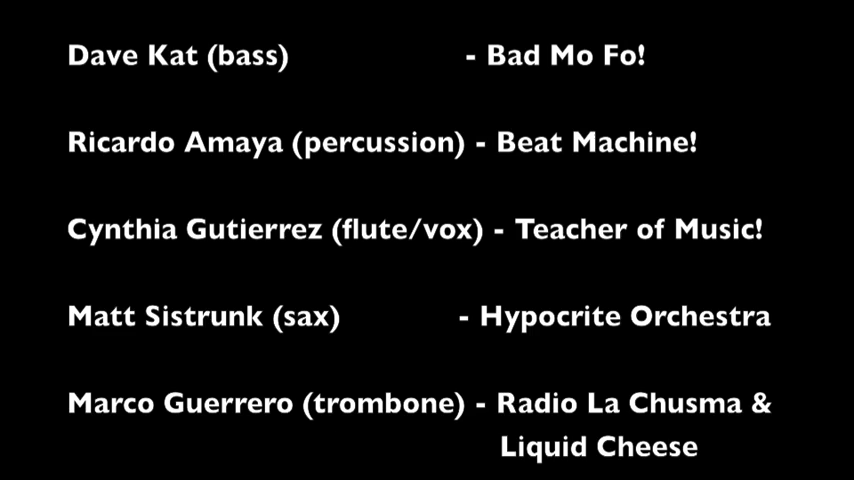 Dave Kat (bass) - Bad Mo Fo!
Ricardo Amaya (percussion) - Beat Machine!
Cynthia Gutierrez (flute/vox) - Teacher of Music!
Matt Sistrunk (sax) - Hypocrite Orchestra
Marco Guerrero (trombone) - Radio La Chusma &
Liquid Cheese